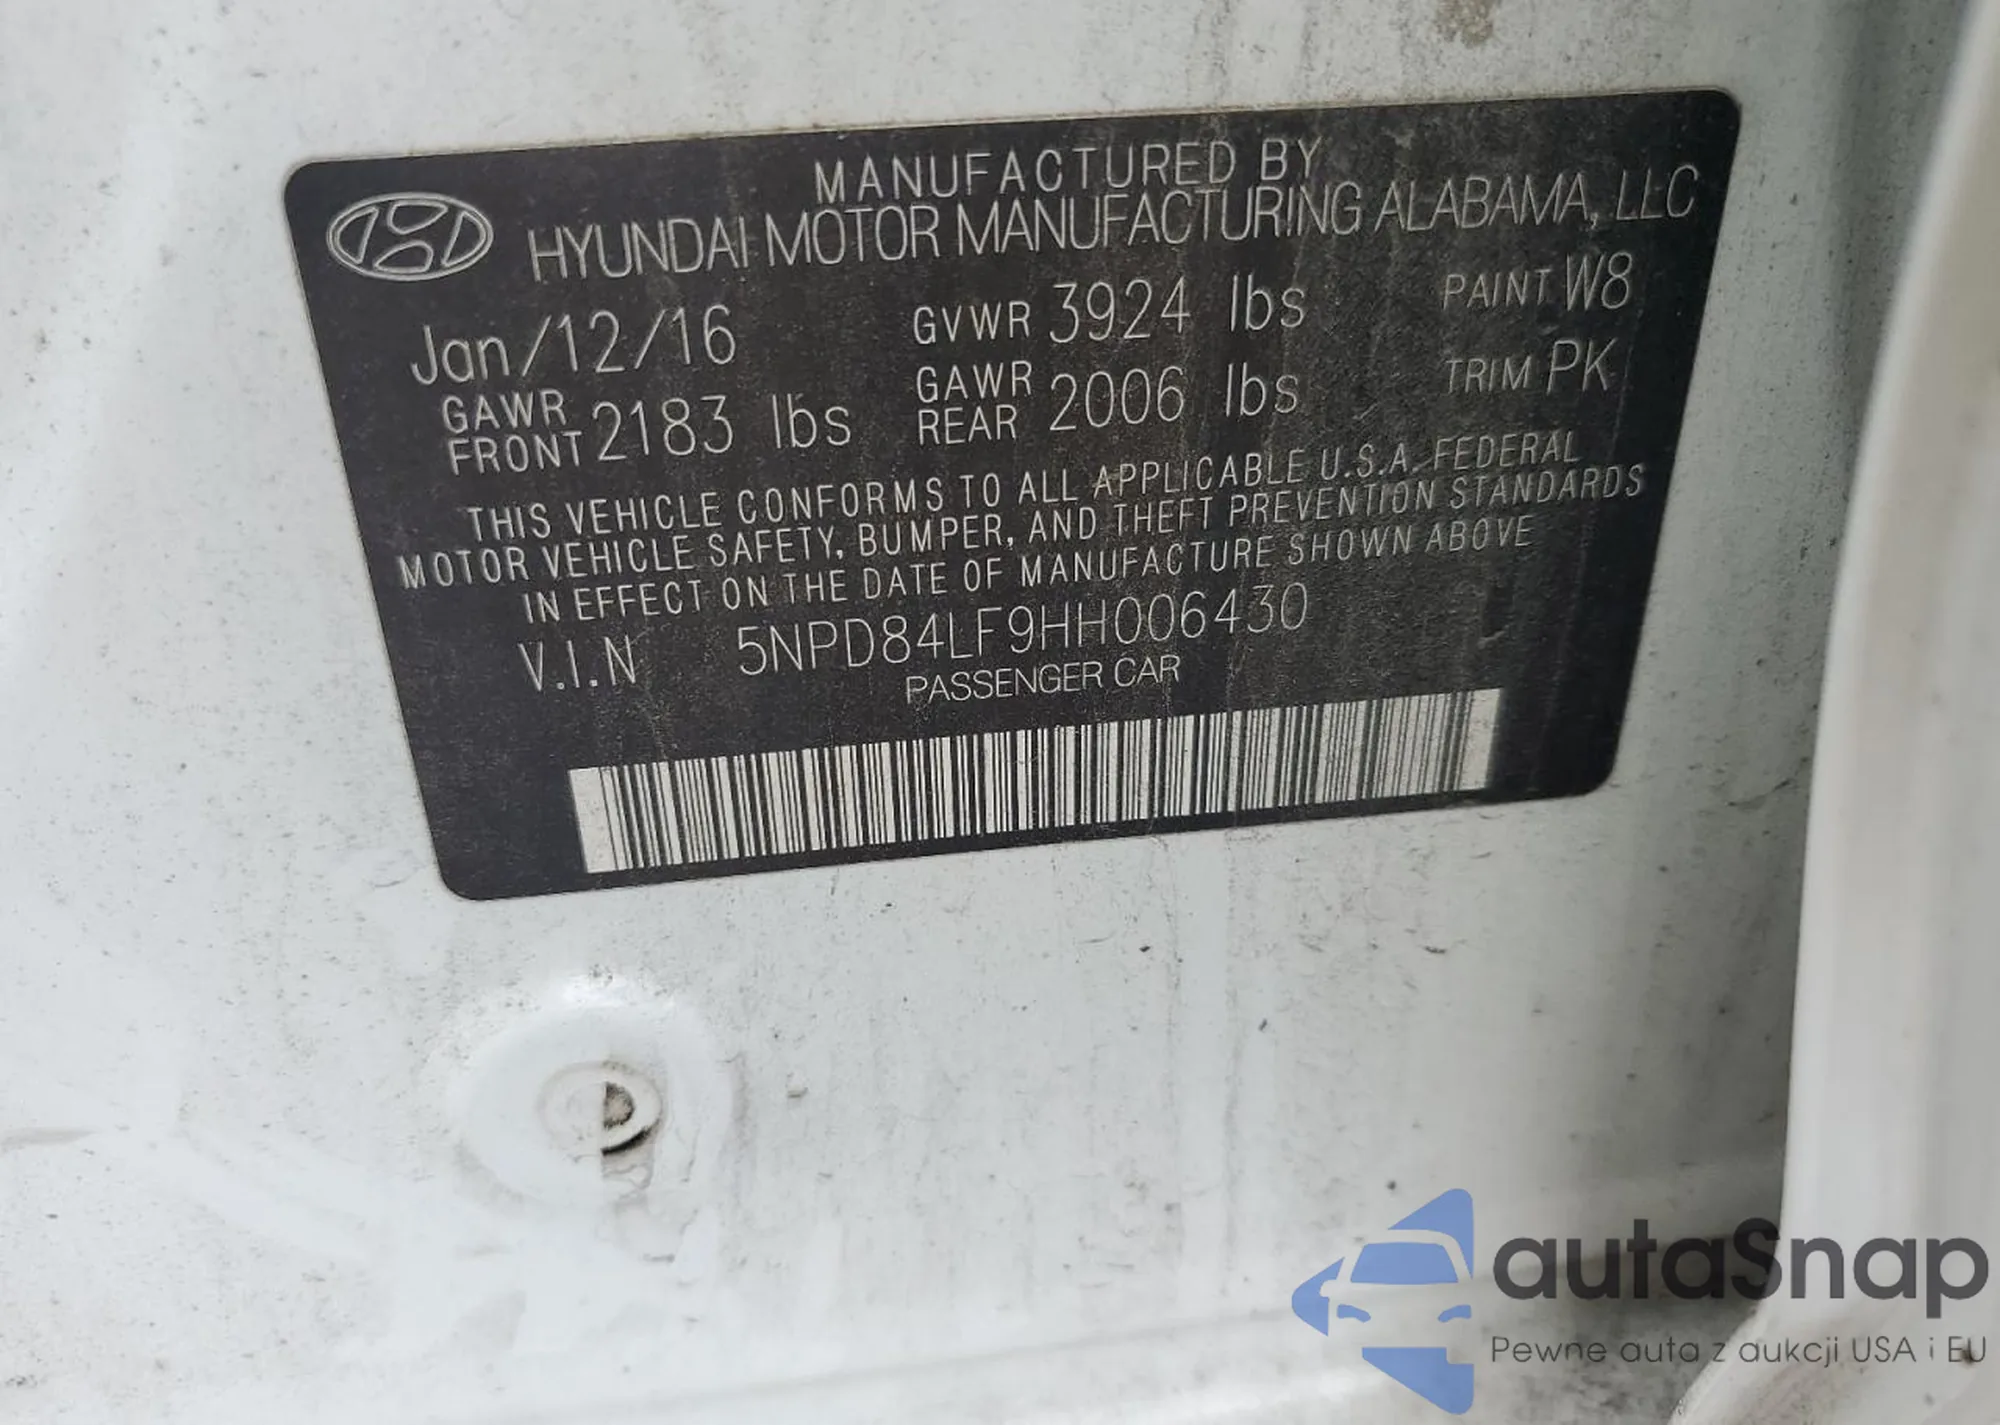 MANUFACTURED BY
HYUNDAI MOTOR MANUFACTURING ALABAMA, LLC
Jan/12/16 GVWR 3924 lbs PAINT W8
GAWR FRONT 2183 lbs GAWR REAR 2006 lbs TRIM PK
THIS VEHICLE CONFORMS TO ALL APPLICABLE U.S.A. FEDERAL
MOTOR VEHICLE SAFETY, BUMPER, AND THEFT PREVENTION STANDARDS
IN EFFECT ON THE DATE OF MANUFACTURE SHOWN ABOVE
V.I.N 5NPD84LF9HH006430
PASSENGER CAR
autaSnap
Pewne auta z aukcji USA i EU